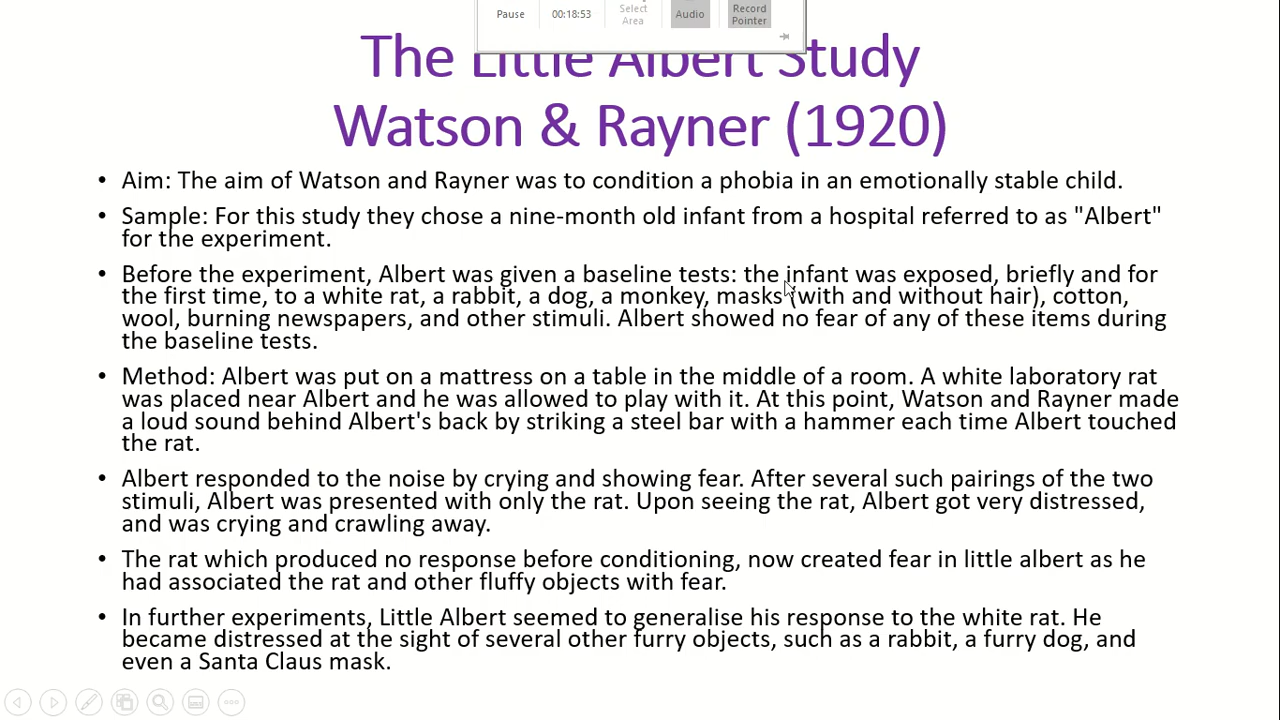 Pause
00:18:53
Select
Area
Audio
Record
Pointer
The Little Albert Study
Watson & Rayner (1920)
• Aim: The aim of Watson and Rayner was to condition a phobia in an emotionally stable child.
• Sample: For this study they chose a nine-month old infant from a hospital referred to as "Albert"
for the experiment.
• Before the experiment, Albert was given a baseline tests: the infant was exposed, briefly and for
the first time, to a white rat, a rabbit, a dog, a monkey, masks (with and without hair), cotton,
wool, burning newspapers, and other stimuli. Albert showed no fear of any of these items during
the baseline tests.
• Method: Albert was put on a mattress on a table in the middle of a room. A white laboratory rat
was placed near Albert and he was allowed to play with it. At this point, Watson and Rayner made
a loud sound behind Albert's back by striking a steel bar with a hammer each time Albert touched
the rat.
• Albert responded to the noise by crying and showing fear. After several such pairings of the two
stimuli, Albert was presented with only the rat. Upon seeing the rat, Albert got very distressed,
and was crying and crawling away.
• The rat which produced no response before conditioning, now created fear in little albert as he
had associated the rat and other fluffy objects with fear.
• In further experiments, Little Albert seemed to generalise his response to the white rat. He
became distressed at the sight of several other furry objects, such as a rabbit, a furry dog, and
even a Santa Claus mask.